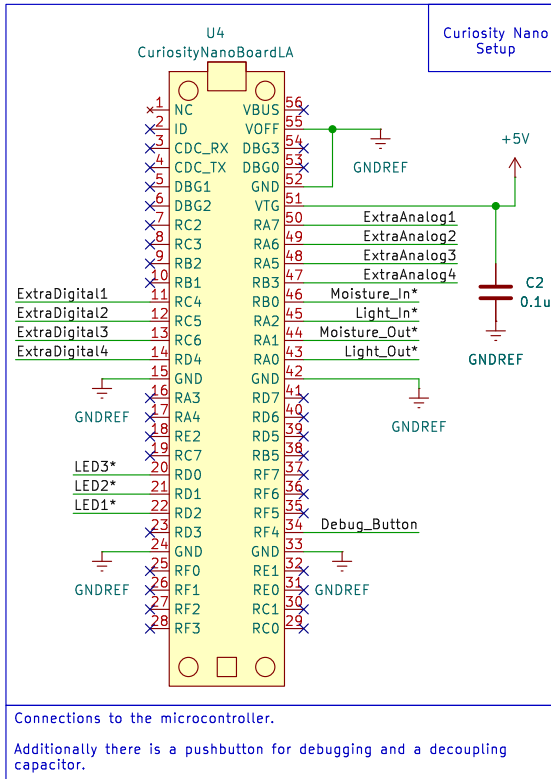 Curiosity Nano
Setup
U4
CuriosityNanoBoardLA
1 NC VBUS 56
2 ID VOFF 55
3 CDC_RX DBG3 54
4 CDC_TX DBG0 53
GNDREF
5 DBG1 GND 52
+5V
6 DBG2 VTG 51
7 RC2 RA7 50 ExtraAnalog1
8 RC3 RA6 49 ExtraAnalog2
9 RB2 RA5 48 ExtraAnalog3
10 RB1 RB3 47 ExtraAnalog4
ExtraDigital1 11 RC4 RB0 46 Moisture_In*
ExtraDigital2 12 RC5 RA2 45 Light_In*
ExtraDigital3 13 RC6 RA1 44 Moisture_Out*
ExtraDigital4 14 RD4 RA0 43 Light_Out*
C2
0.1u
GNDREF
15 GND GND 42
GNDREF 16 RA3 RD7 41
17 RA4 RD6 40 GNDREF
18 RE2 RD5 39
19 RC7 RB5 38
LED3* 20 RD0 RF7 37
LED2* 21 RD1 RF6 36
LED1* 22 RD2 RF5 35
23 RD3 RF4 34 Debug_Button
24 GND GND 33
25 RF0 RE1 32
GNDREF 26 RF1 RE0 31 GNDREF
27 RF2 RC1 30
28 RF3 RC0 29
Connections to the microcontroller.
Additionally there is a pushbutton for debugging and a decoupling
capacitor.